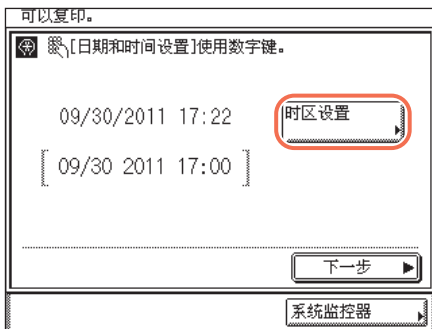 可以复印。
[日期和时间设置]使用数字键。
09/30/2011 17:22
时区设置
[ 09/30 2011 17:00 ]
下一步
系统监控器